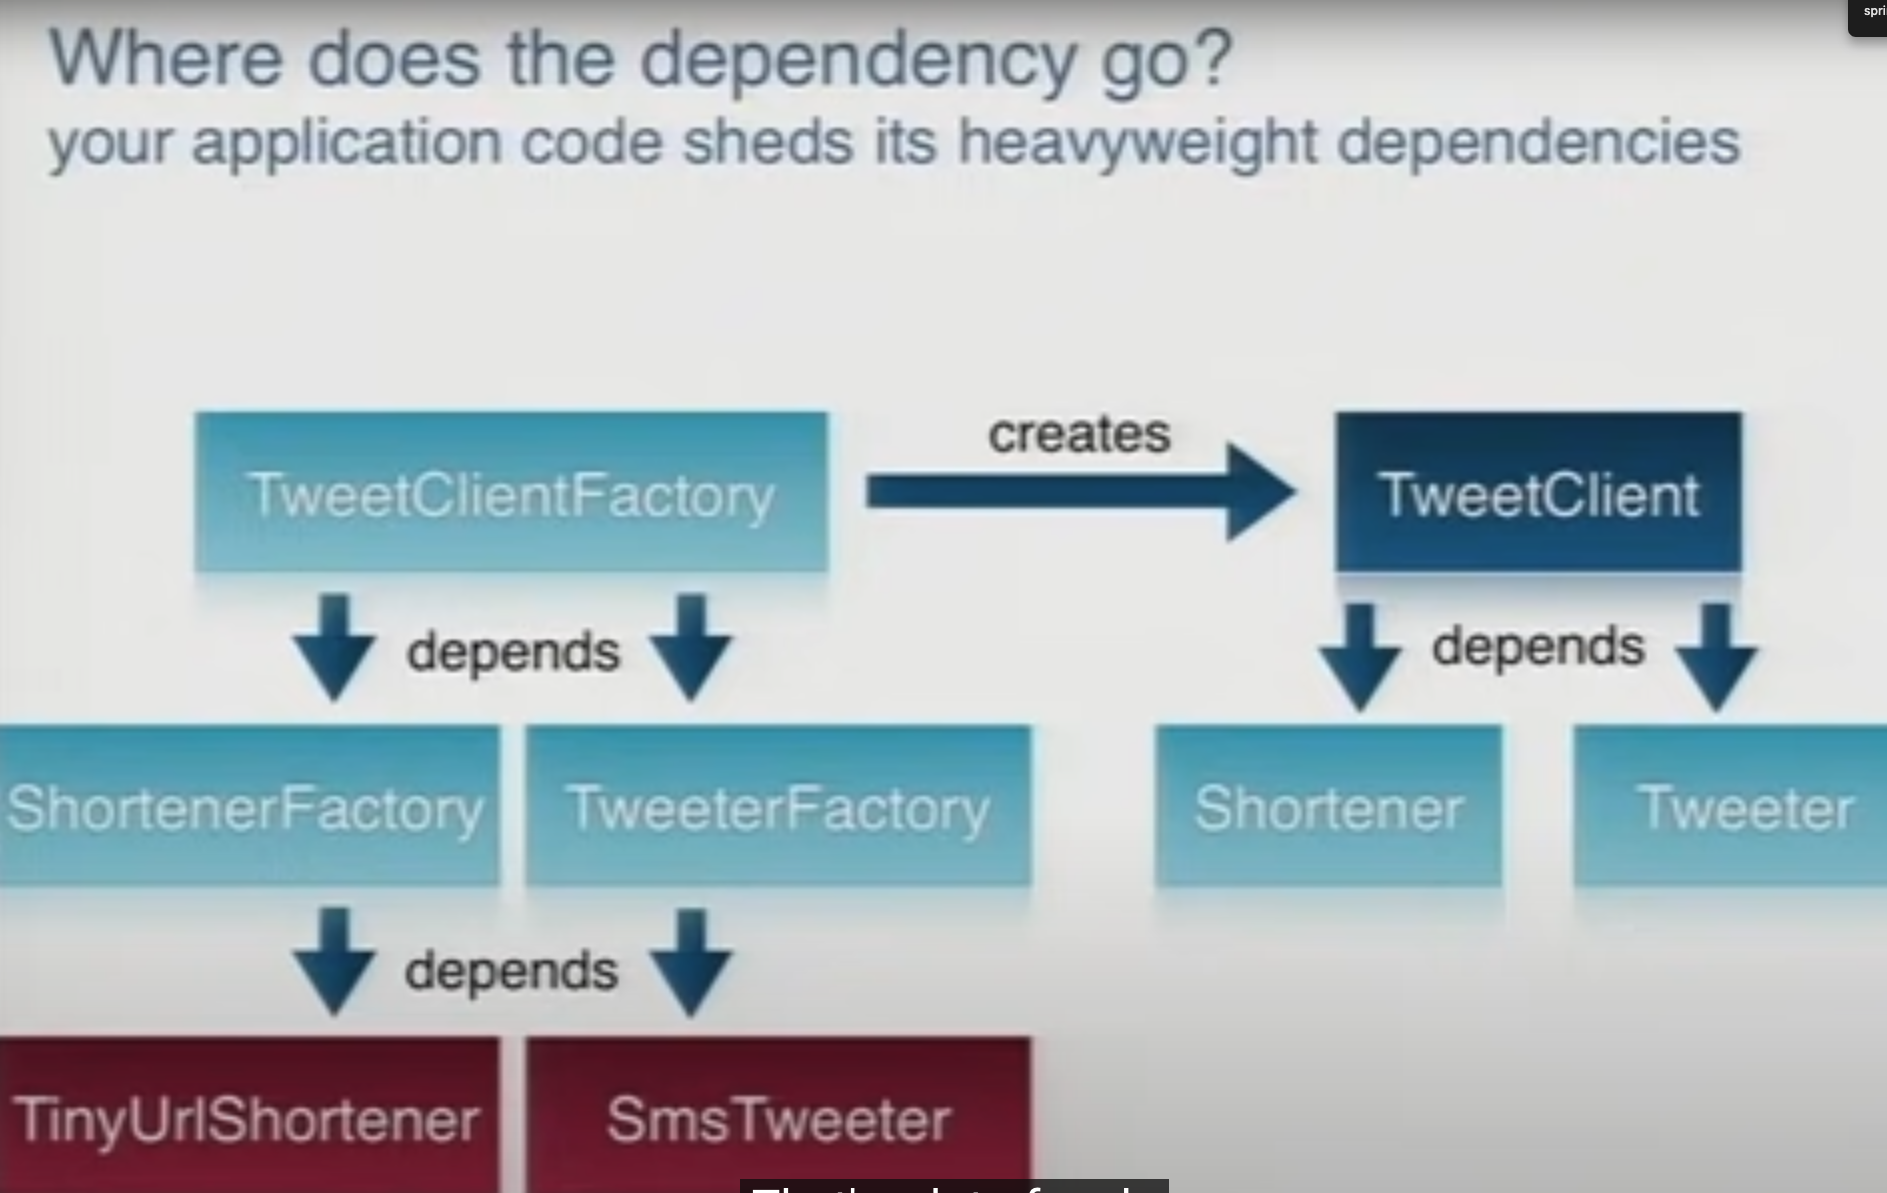 Where does the dependency go?
your application code sheds its heavyweight dependencies
creates
TweetClientFactory
TweetClient
depends
depends
ShortenerFactory
TweeterFactory
Shortener
Tweeter
depends
TinyUrlShortener
SmsTweeter